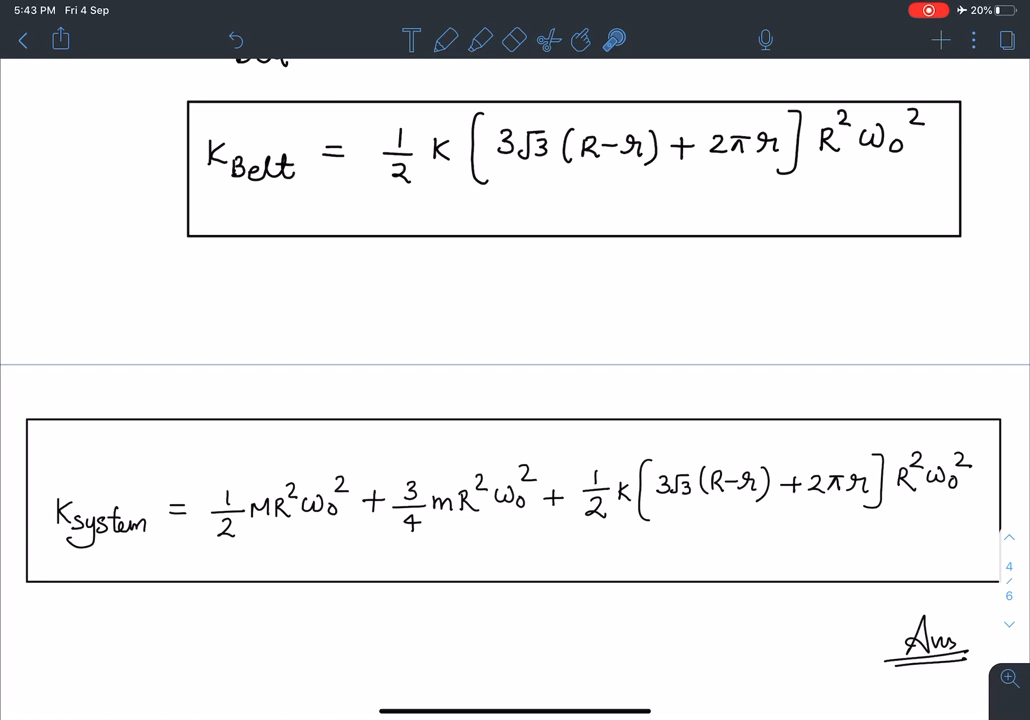 5:43 PM Fri 4 Sep 20%
K_Belt = 1/2 K [3√3 (R-r) + 2πr] R² ω₀²
K_system = 1/2 MR²ω₀² + 3/4 mR²ω₀² + 1/2 K [3√3 (R-r) + 2πr] R²ω₀²
4
/
6
Ans